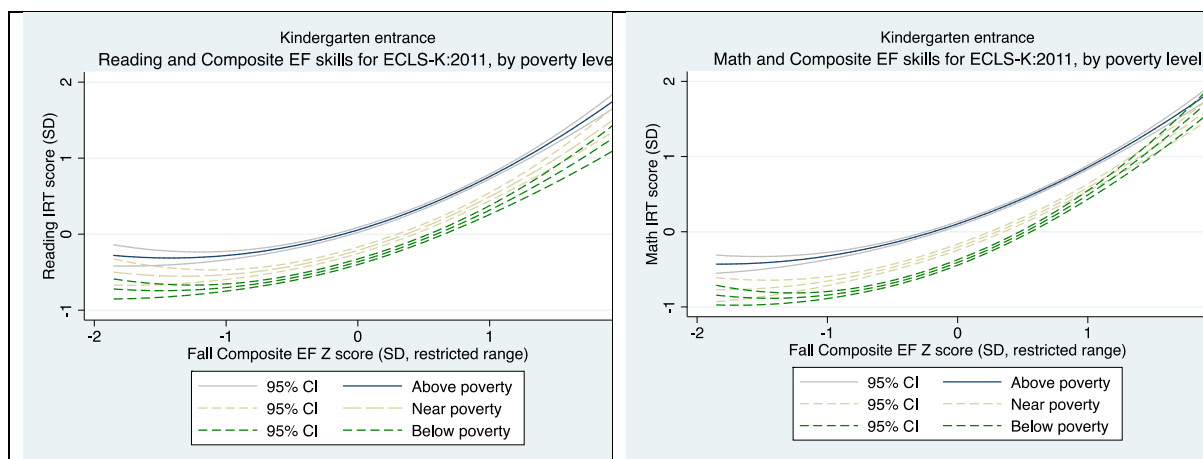 Kindergarten entrance
Reading and Composite EF skills for ECLS-K:2011, by poverty leve
Reading IRT score (SD)
2
1
0
-1
-2
-1
0
1
Fall Composite EF Z score (SD, restricted range)
95% CI
Above poverty
95% CI
Near poverty
95% CI
Below poverty
Kindergarten entrance
Math and Composite EF skills for ECLS-K:2011, by poverty level
Math IRT score (SD)
2
1
0
-1
-2
-1
0
1
Fall Composite EF Z score (SD, restricted range)
95% CI
Above poverty
95% CI
Near poverty
95% CI
Below poverty